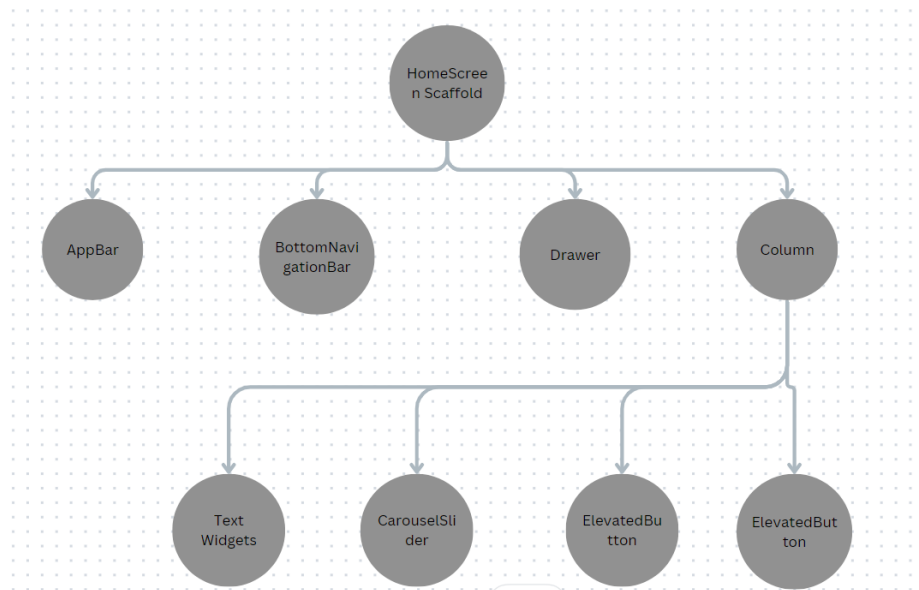 HomeScree
n Scaffold
AppBar
BottomNavi
gationBar
Drawer
Column
Text
Widgets
CarouselSli
der
ElevatedBu
tton
ElevatedBut
ton